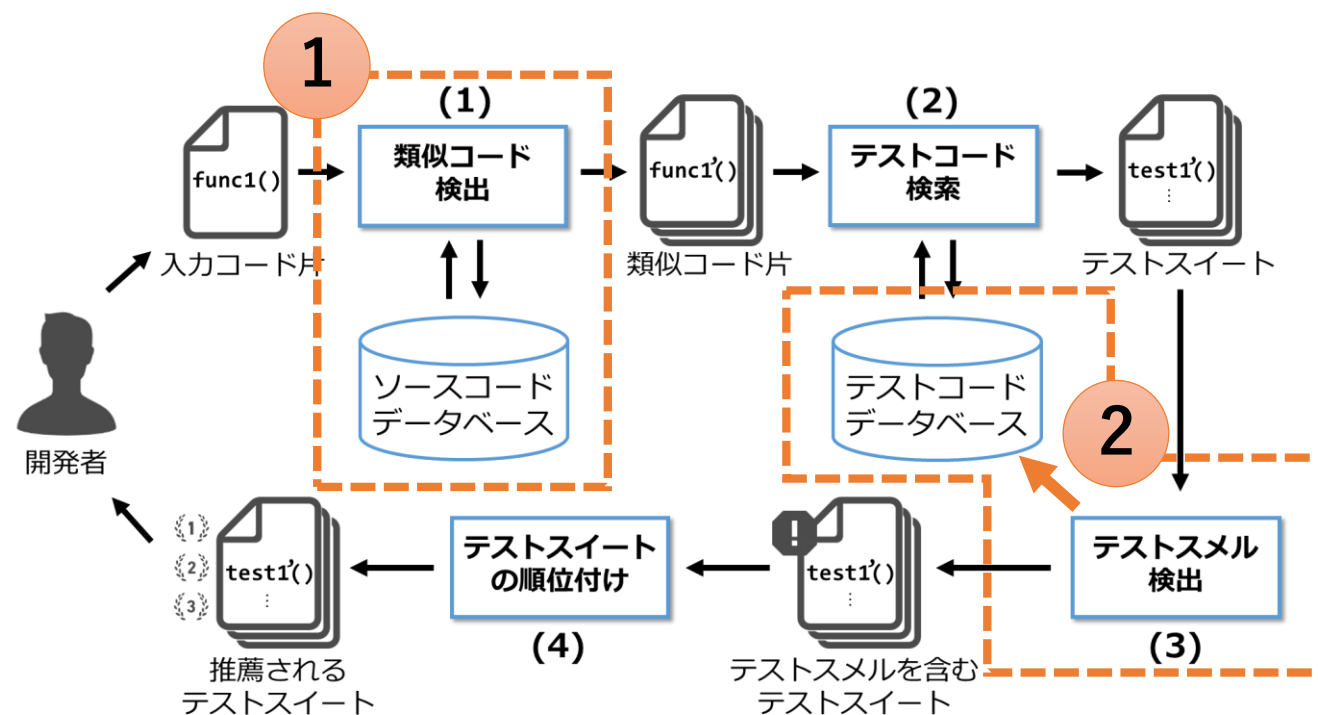 1
(1)
類似コード
検出
func1()
入力コード片
ソースコード
データベース
func1’()
類似コード片
(2)
テストコード
検索
テストコード
データベース
test1’()
⋮
テストスイート
2
テストスメル
検出
(3)
test1’()
⋮
テストスメルを含む
テストスイート
テストスイート
の順位付け
(4)
1
2
3
test1’()
⋮
推薦される
テストスイート
開発者